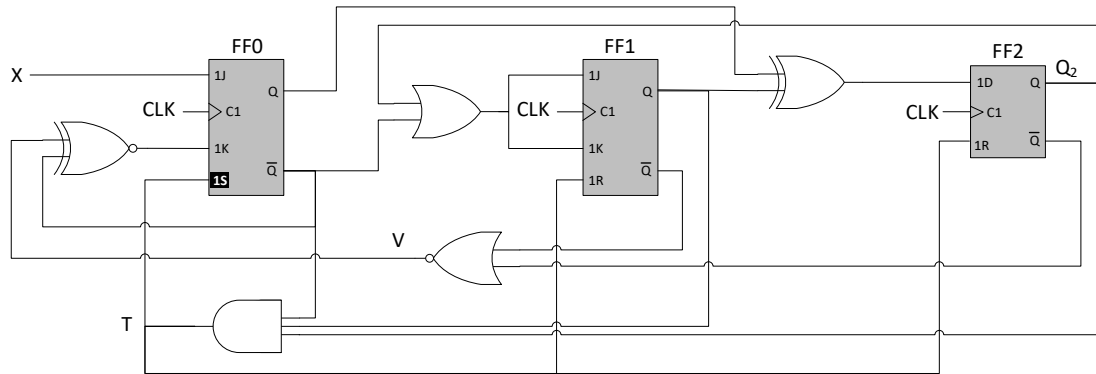 FF0
FF1
FF2
X
1J
Q
CLK
C1
1K
Q̅
1S
1J
Q
CLK
C1
1K
1R
Q̅
1D
Q
Q₂
CLK
C1
1R
Q̅
V
T